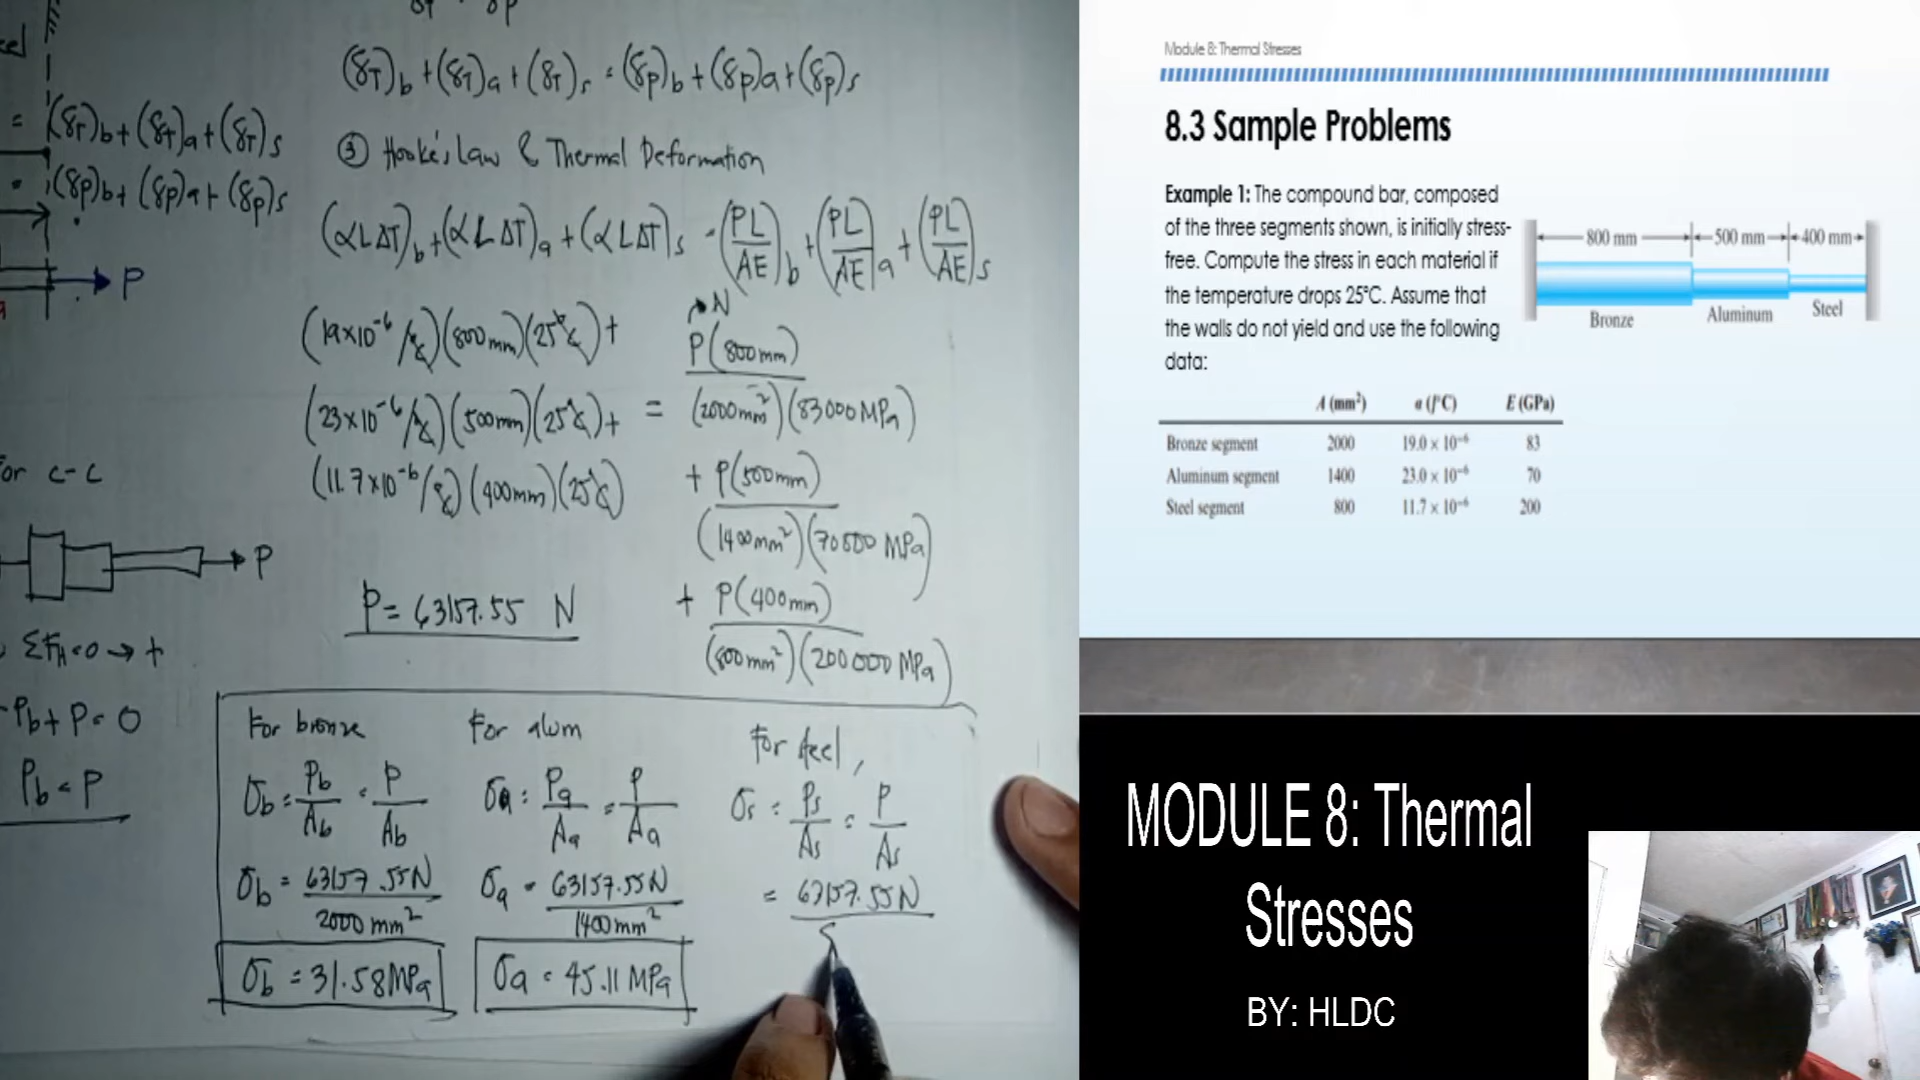 δT = δP
(δT)b + (δT)a + (δT)s = (δP)b + (δP)a + (δP)s
= (δT)b + (δT)a + (δT)s
= (δP)b + (δP)a + (δP)s
P
③ Hooke's Law & Thermal Deformation
(αLΔT)b + (αLΔT)a + (αLΔT)s = (PL/AE)b + (PL/AE)a + (PL/AE)s
N
(19x10⁻⁶/°C)(800mm)(25°C) +
(23x10⁻⁶/°C)(500mm)(25°C) +
(11.7x10⁻⁶/°C)(400mm)(25°C)
= P(800mm) / (2000mm²)(83000MPa)
+ P(500mm) / (1400mm²)(70000 MPa)
+ P(400mm) / (800mm²)(200000 MPa)
P = 63157.55 N
For c-c
P
ΣFH = 0 → +
-Pb + P = 0
Pb = P
For bronze
σb = Pb/Ab = P/Ab
σb = 63157.55N / 2000 mm²
σb = 31.58MPa
For alum
σa = Pa/Aa = P/Aa
σa = 63157.55N / 1400mm²
σa = 45.11 MPa
For steel,
σs = Ps/As = P/As
= 63157.55N
Module 8: Thermal Stresses
8.3 Sample Problems
Example 1: The compound bar, composed
of the three segments shown, is initially stress-
free. Compute the stress in each material if
the temperature drops 25°C. Assume that
the walls do not yield and use the following
data:
800 mm 500 mm 400 mm
Bronze Aluminum Steel
A (mm²) α (/°C) E (GPa)
Bronze segment 2000 19.0 × 10⁻⁶ 83
Aluminum segment 1400 23.0 × 10⁻⁶ 70
Steel segment 800 11.7 × 10⁻⁶ 200
MODULE 8: Thermal
Stresses
BY: HLDC